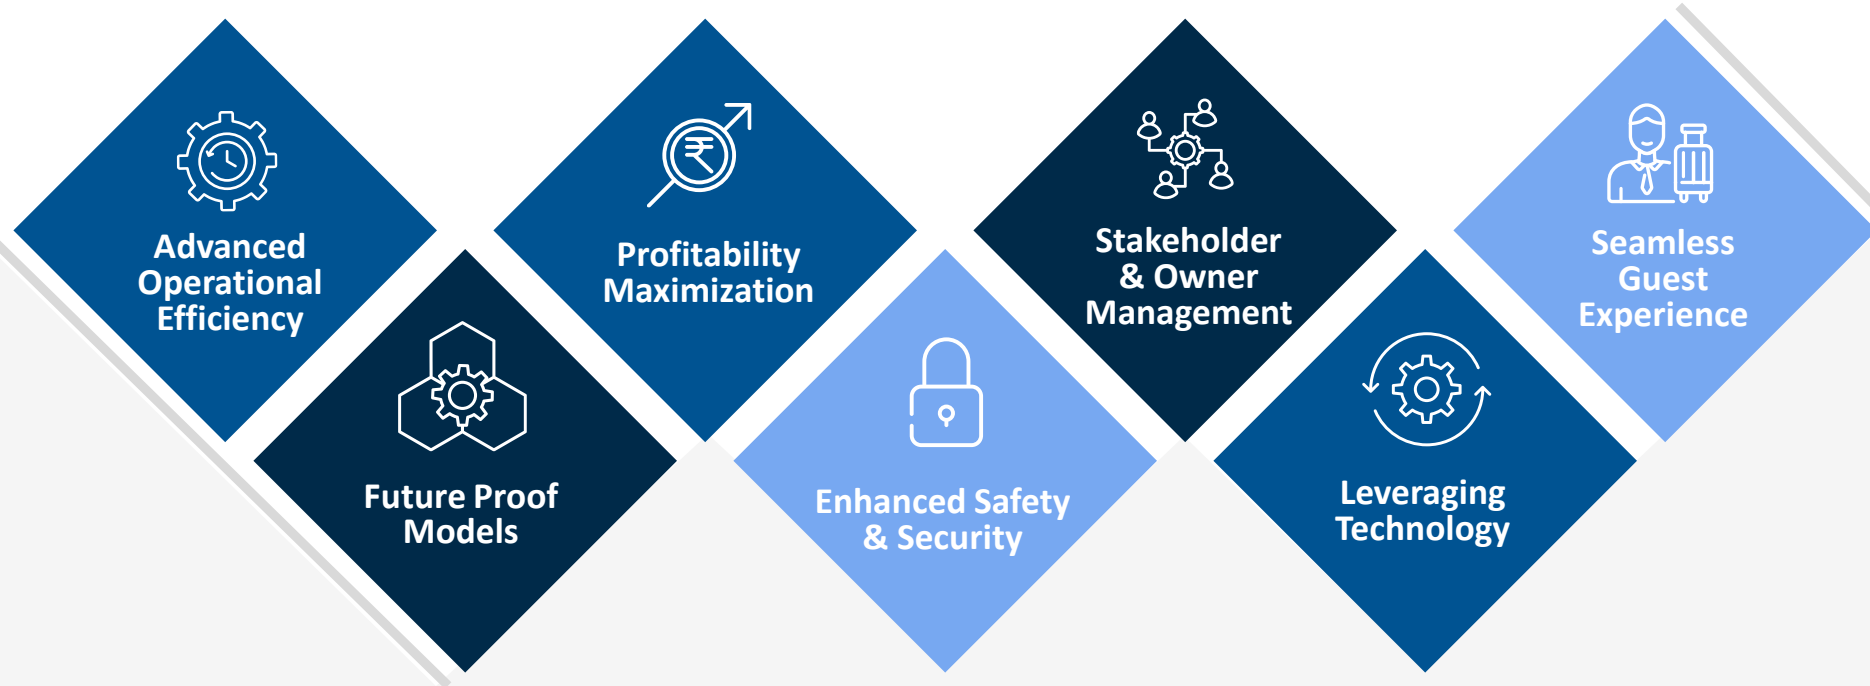 Advanced
Operational
Efficiency
Future Proof
Models
Profitability
Maximization
Enhanced Safety
& Security
Stakeholder
& Owner
Management
Leveraging
Technology
Seamless
Guest
Experience